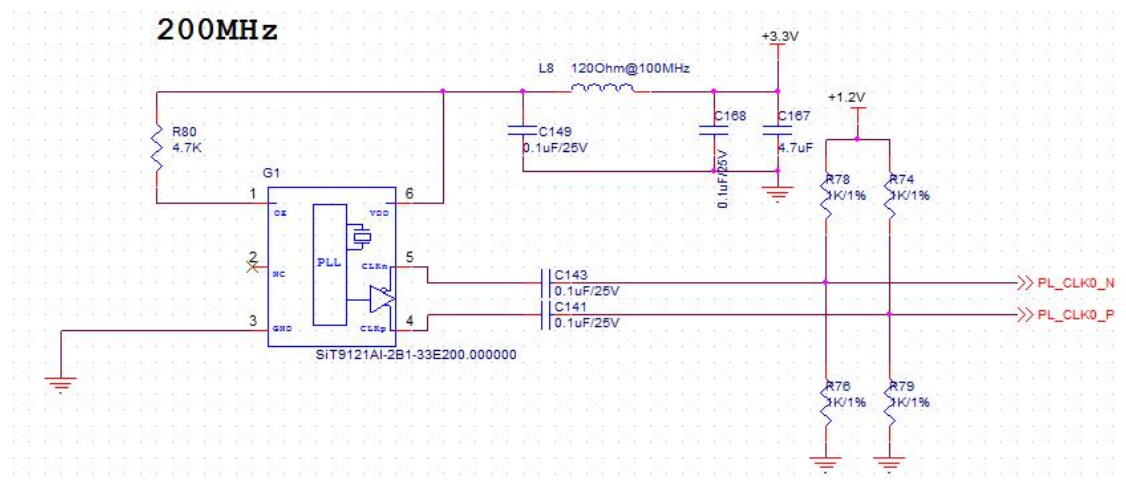 200MHz
+3.3V
L8 120Ohm@100MHz
+1.2V
R80
4.7K
C149
0.1uF/25V
C168
0.1uF/25V
C167
4.7uF
G1
R78
1K/1%
R74
1K/1%
1
OE
6
VDD
2
NC
PLL
5
CLKn
3
GND
4
CLKp
C143
0.1uF/25V
C141
0.1uF/25V
PL_CLK0_N
PL_CLK0_P
SiT9121AI-2B1-33E200.000000
R76
1K/1%
R79
1K/1%